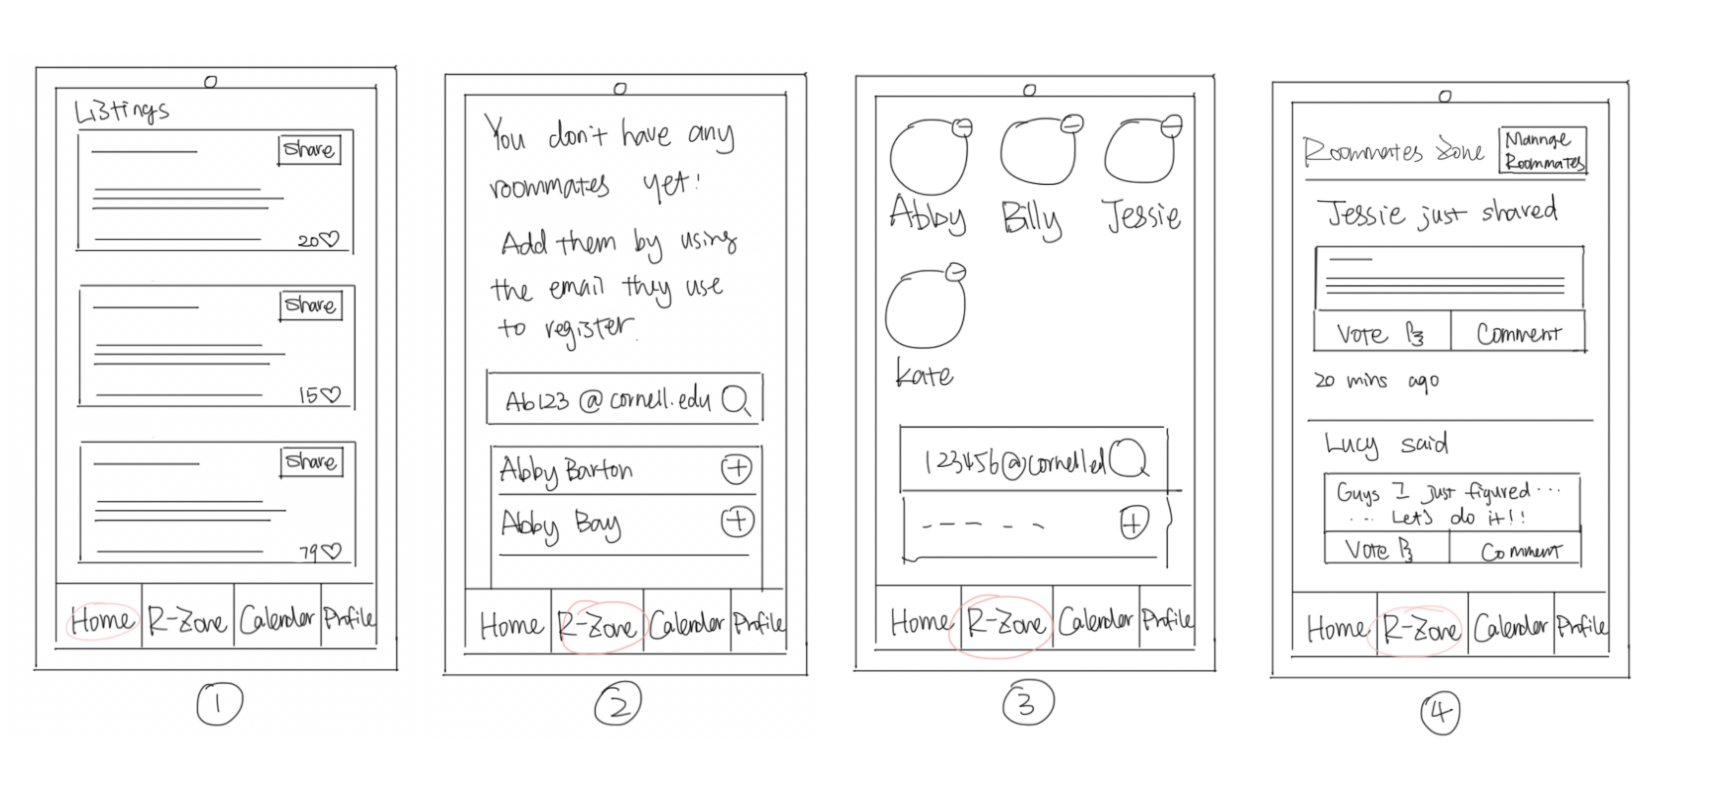 Listings
Share
20♡
Share
15♡
Share
79♡
Home R-Zone Calendar Profile
1
You don't have any
roommates yet!
Add them by using
the email they use
to register.
Ab123@cornell.edu
Abby Barton +
Abby Bay +
Home R-Zone Calendar Profile
2
Abby Billy Jessie
Kate
123456@cornell.ed
+
Home R-Zone Calendar Profile
3
Roommates Zone
Mannge
Roommates
Jessie just shared
Vote Comment
20 mins ago
Lucy said
Guys I just figured ...
... Let's do it!!
Vote Comment
Home R-Zone Calendar Profile
4